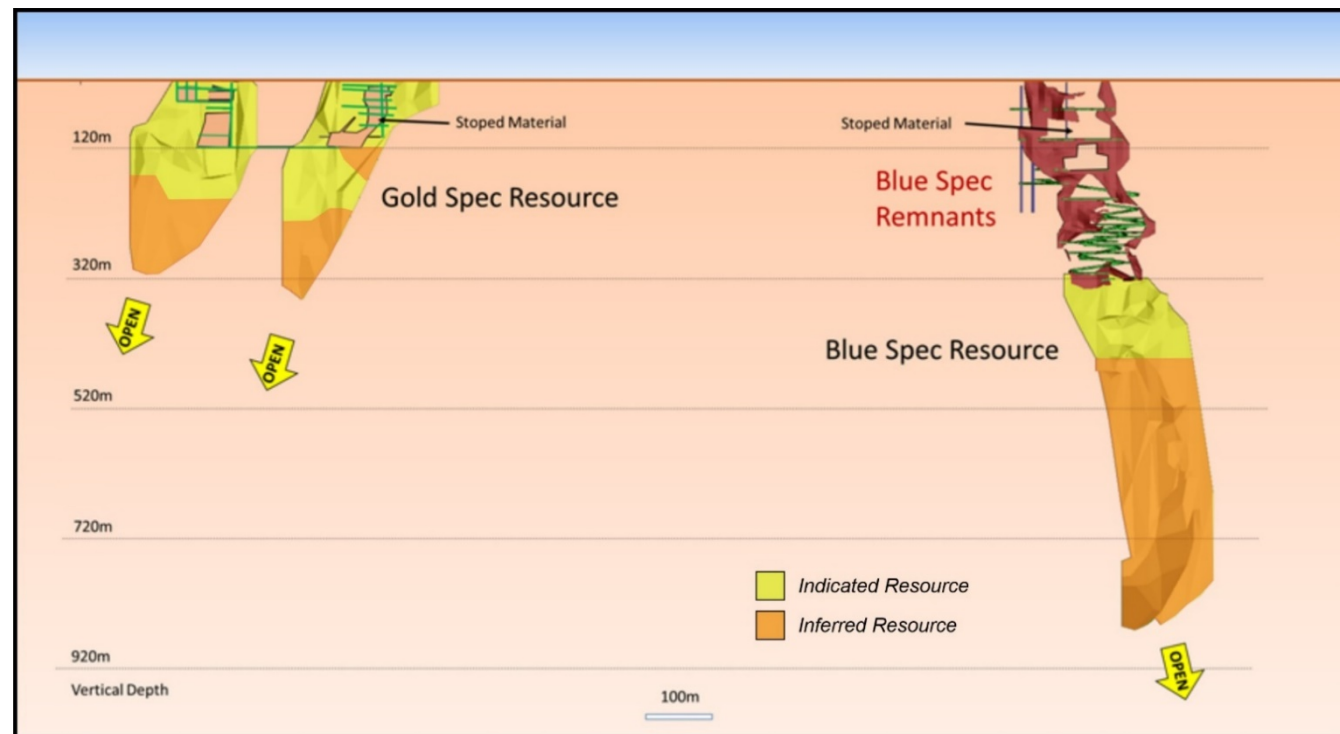 Stoped Material
Stoped Material
120m
Gold Spec Resource
Blue Spec
Remnants
320m
OPEN
OPEN
Blue Spec Resource
520m
720m
Indicated Resource
Inferred Resource
920m
OPEN
Vertical Depth
100m